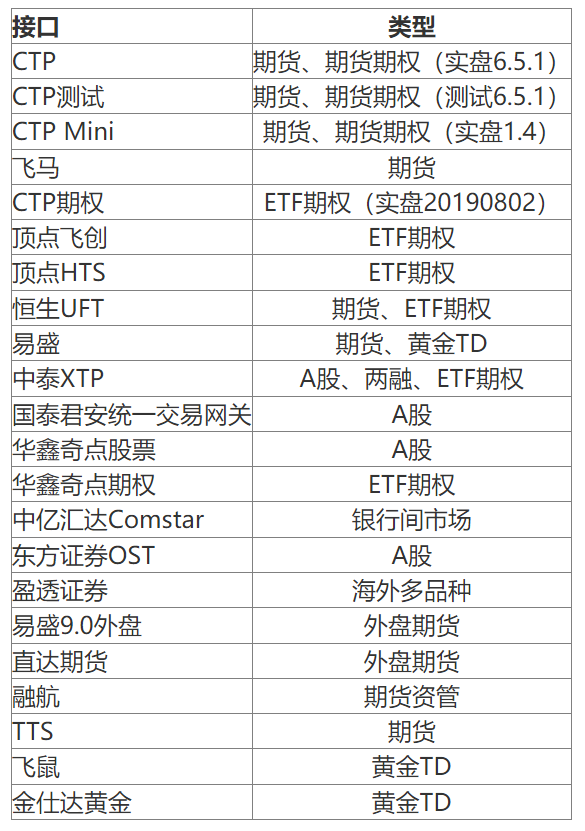 接口 类型
CTP 期货、期货期权（实盘6.5.1）
CTP测试 期货、期货期权（测试6.5.1）
CTP Mini 期货、期货期权（实盘1.4）
飞马 期货
CTP期权 ETF期权（实盘20190802）
顶点飞创 ETF期权
顶点HTS ETF期权
恒生UFT 期货、ETF期权
易盛 期货、黄金TD
中泰XTP A股、两融、ETF期权
国泰君安统一交易网关 A股
华鑫奇点股票 A股
华鑫奇点期权 ETF期权
中亿汇达Comstar 银行间市场
东方证券OST A股
盈透证券 海外多品种
易盛9.0外盘 外盘期货
直达期货 外盘期货
融航 期货资管
TTS 期货
飞鼠 黄金TD
金仕达黄金 黄金TD